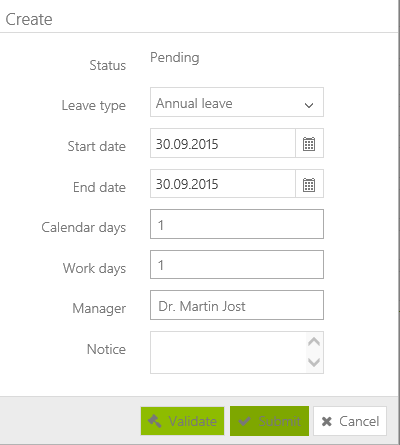 Create
Status Pending
Leave type Annual leave
Start date 30.09.2015
End date 30.09.2015
Calendar days 1
Work days 1
Manager Dr. Martin Jost
Notice
Validate Submit Cancel